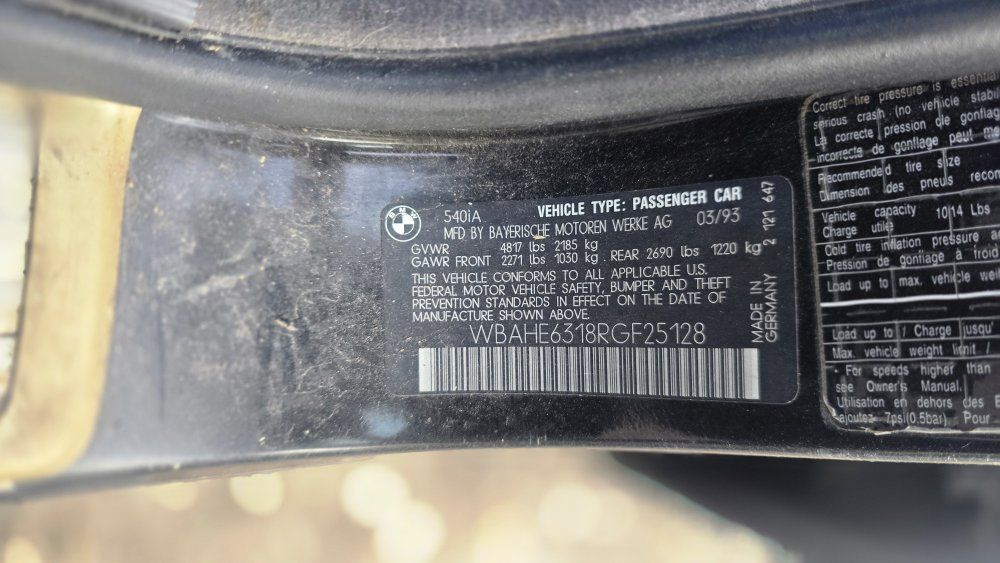 BMW
540iA
VEHICLE TYPE: PASSENGER CAR
MFD BY BAYERISCHE MOTOREN WERKE AG 03/93
GVWR 4817 lbs 2185 kg
GAWR FRONT 2271 lbs 1030 kg . REAR 2690 lbs 1220 kg
THIS VEHICLE CONFORMS TO ALL APPLICABLE U.S.
FEDERAL MOTOR VEHICLE SAFETY, BUMPER AND THEFT
PREVENTION STANDARDS IN EFFECT ON THE DATE OF
MANUFACTURE SHOWN ABOVE.
WBAHE6318RGF25128
MADE IN
GERMANY
2 121 647
Correct tire pressure is essential
serious crash (no vehicle stabil
La correcte pression de gonflag
incorrecte de gonflage peut me
Recommended tire size
Dimension des pneus recom
Vehicle capacity 1014 Lbs
Charge utile
Cold tire inflation pressure ac
Pression de gonflage à froid
Load up to max. vehicle wei
Load up to / Charge jusqu'
Max. vehicle weight limit /
* For speeds higher than
see Owner's Manual.
Utilisation en dehors des E
ajoutez 7psi(0.5bar) Pour